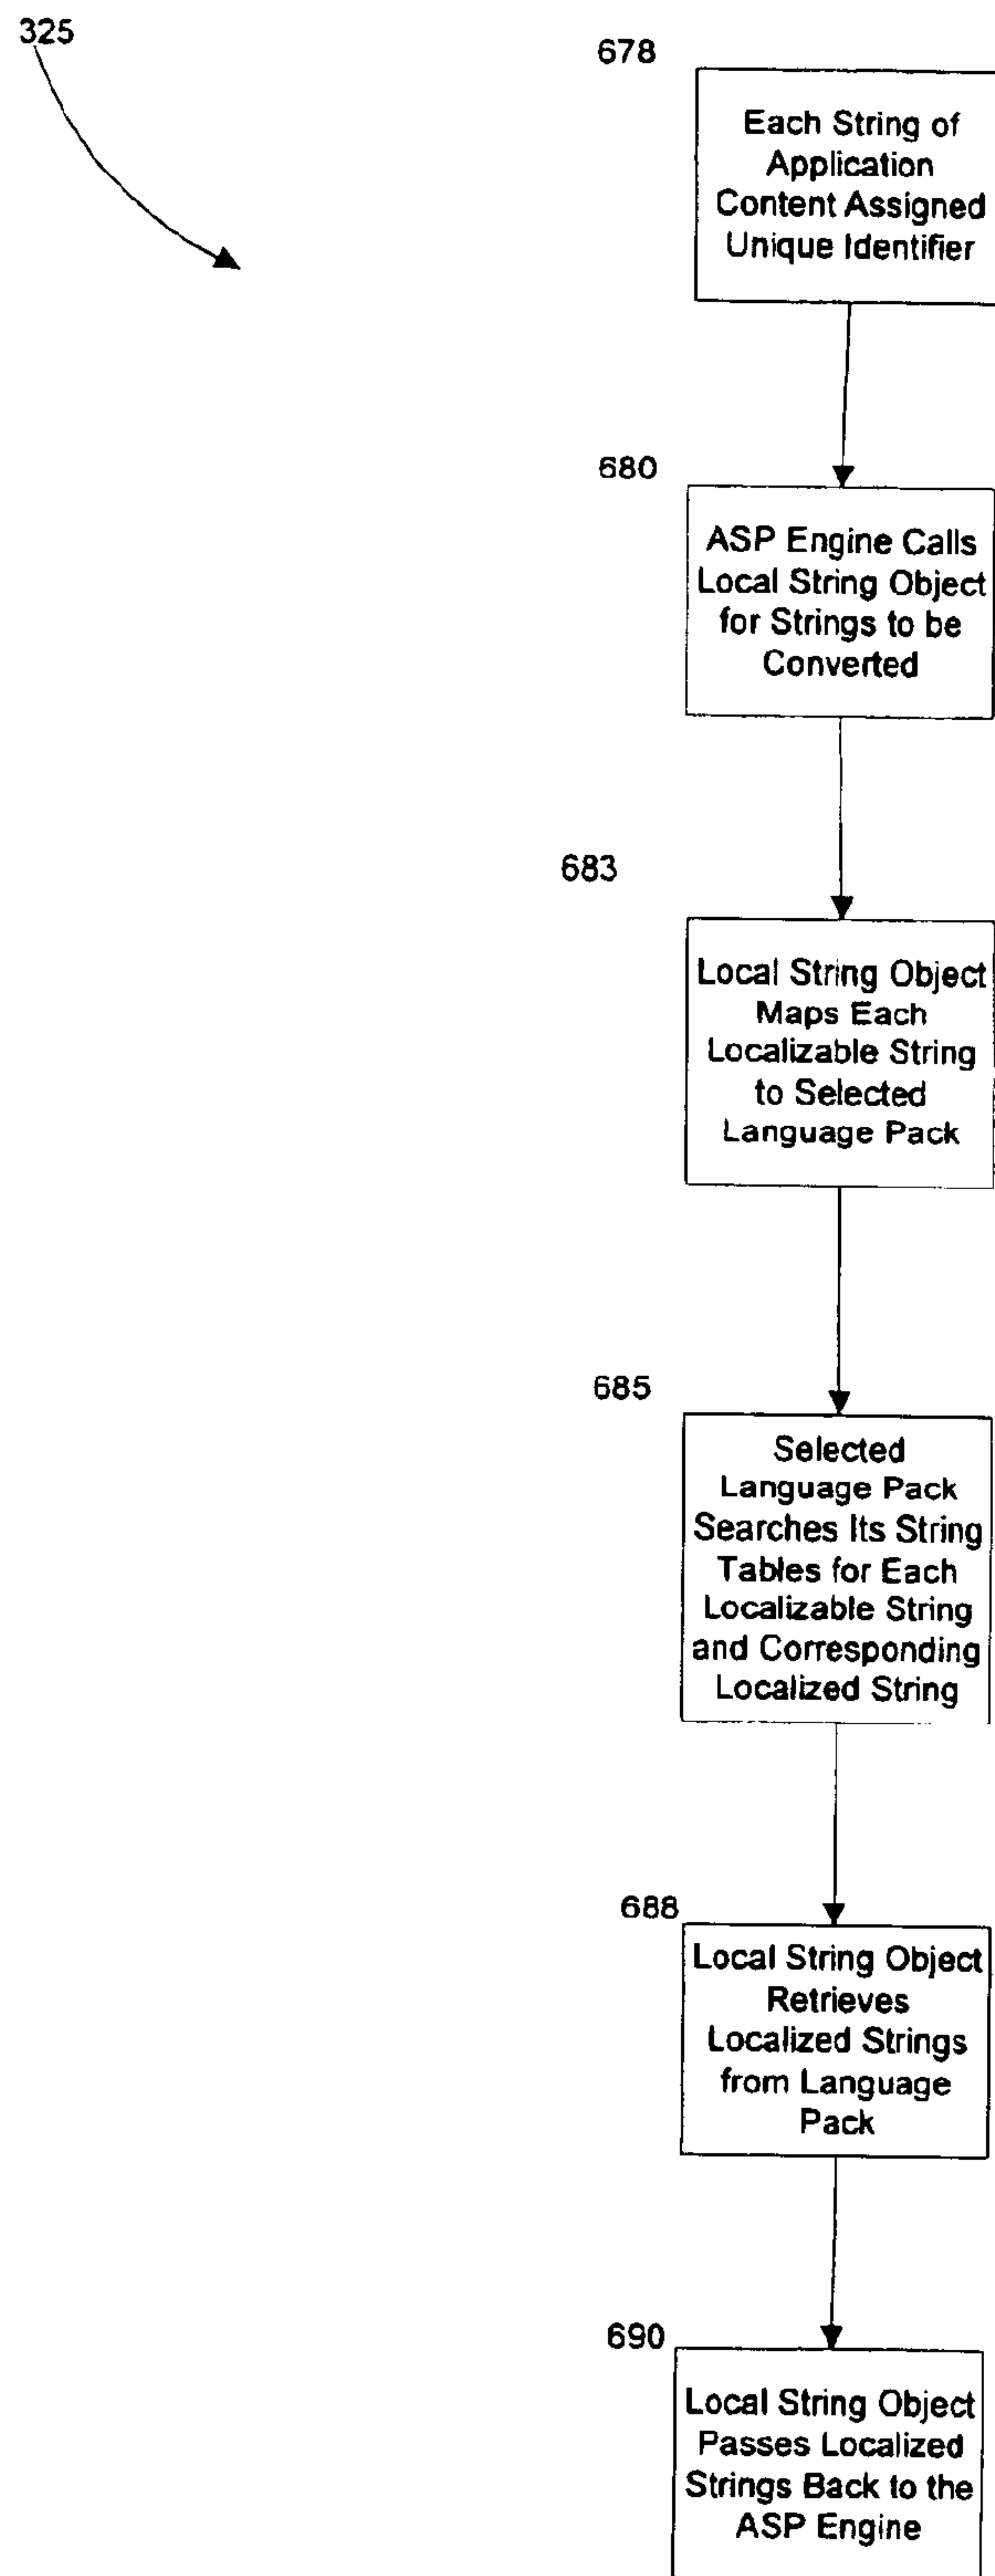 325
678
Each String of
Application
Content Assigned
Unique Identifier
680
ASP Engine Calls
Local String Object
for Strings to be
Converted
683
Local String Object
Maps Each
Localizable String
to Selected
Language Pack
685
Selected
Language Pack
Searches Its String
Tables for Each
Localizable String
and Corresponding
Localized String
688
Local String Object
Retrieves
Localized Strings
from Language
Pack
690
Local String Object
Passes Localized
Strings Back to the
ASP Engine